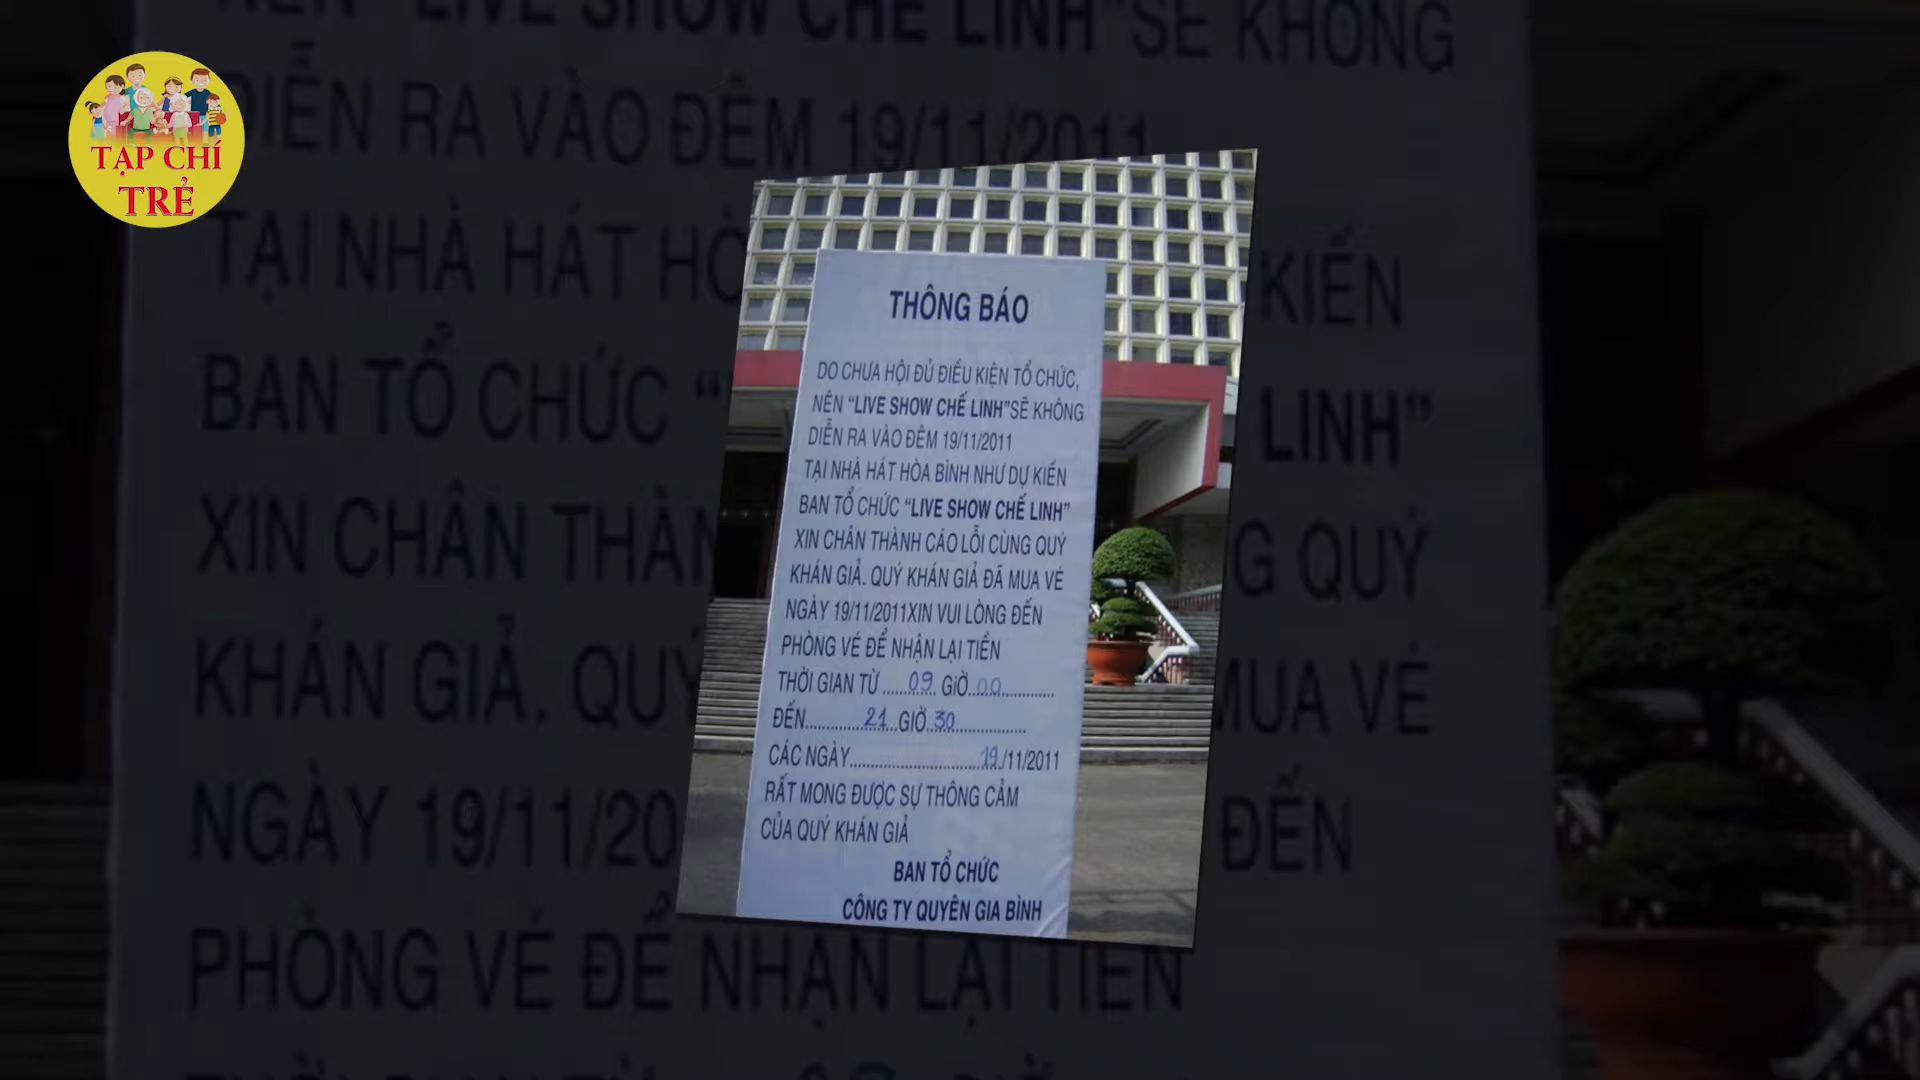 TẠP CHÍ
TRẺ
THÔNG BÁO
DO CHƯA HỘI ĐỦ ĐIỀU KIỆN TỔ CHỨC,
NÊN “LIVE SHOW CHẾ LINH”SẼ KHÔNG
DIỄN RA VÀO ĐÊM 19/11/2011
TẠI NHÀ HÁT HÒA BÌNH NHƯ DỰ KIẾN
BAN TỔ CHỨC “LIVE SHOW CHẾ LINH”
XIN CHÂN THÀNH CÁO LỖI CÙNG QUÝ
KHÁN GIẢ. QUÝ KHÁN GIẢ ĐÃ MUA VÉ
NGÀY 19/11/2011XIN VUI LÒNG ĐẾN
PHÒNG VÉ ĐỂ NHẬN LẠI TIỀN
THỜI GIAN TỪ ....09.. GIỜ..00............
ĐẾN..............21..GIỜ..30..............
CÁC NGÀY..............................19./11/2011
RẤT MONG ĐƯỢC SỰ THÔNG CẢM
CỦA QUÝ KHÁN GIẢ
BAN TỔ CHỨC
CÔNG TY QUYÊN GIA BÌNH